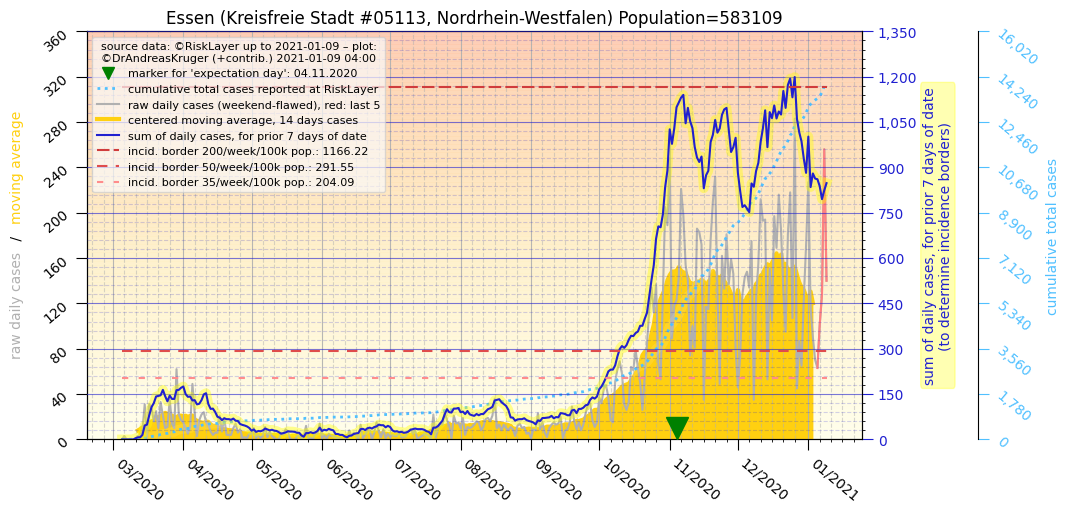 Essen (Kreisfreie Stadt #05113, Nordrhein-Westfalen) Population=583109
source data: ©RiskLayer up to 2021-01-09 – plot:
©DrAndreasKruger (+contrib.) 2021-01-09 04:00
marker for 'expectation day': 04.11.2020
cumulative total cases reported at RiskLayer
raw daily cases (weekend-flawed), red: last 5
centered moving average, 14 days cases
sum of daily cases, for prior 7 days of date
incid. border 200/week/100k pop.: 1166.22
incid. border 50/week/100k pop.: 291.55
incid. border 35/week/100k pop.: 204.09
raw daily cases / moving average
360
320
280
240
200
160
120
80
40
0
03/2020
04/2020
05/2020
06/2020
07/2020
08/2020
09/2020
10/2020
11/2020
12/2020
01/2021
1,350
1,200
1,050
900
750
600
450
300
150
0
sum of daily cases, for prior 7 days of date
(to determine incidence borders)
16,020
14,240
12,460
10,680
8,900
7,120
5,340
3,560
1,780
0
cumulative total cases